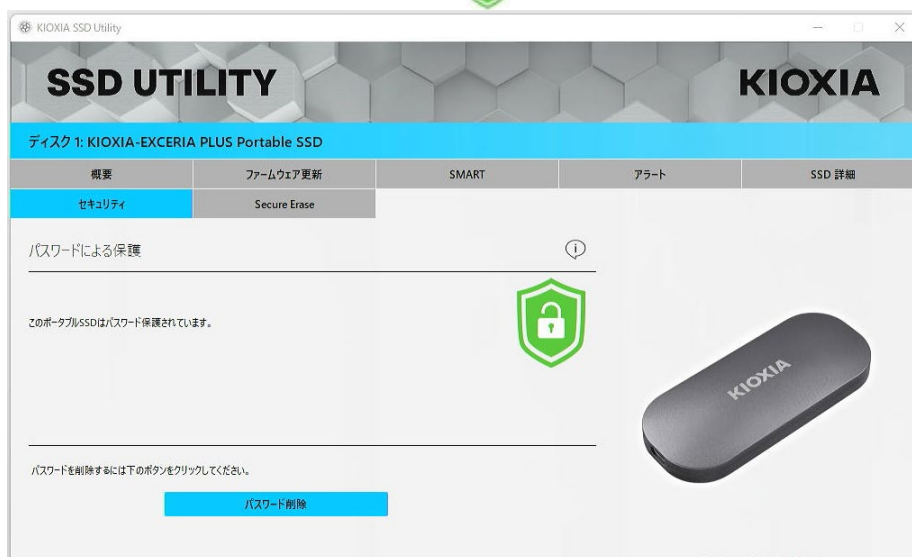 KIOXIA SSD Utility
SSD UTILITY
KIOXIA
ディスク 1: KIOXIA-EXCERIA PLUS Portable SSD
概要
ファームウェア更新
SMART
アラート
SSD 詳細
セキュリティ
Secure Erase
パスワードによる保護
このポータブルSSDはパスワード保護されています。
KIOXIA
パスワードを削除するには下のボタンをクリックしてください。
パスワード削除